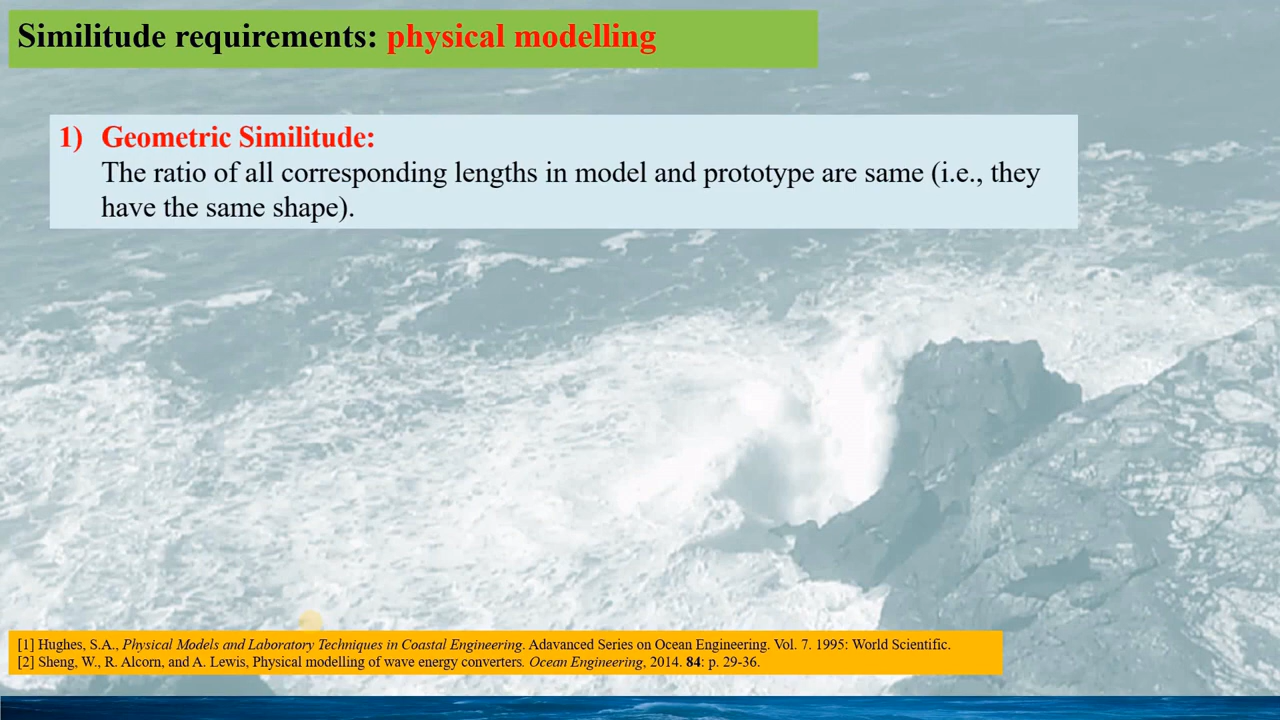 Similitude requirements: physical modelling
1) Geometric Similitude:
The ratio of all corresponding lengths in model and prototype are same (i.e., they
have the same shape).
[1] Hughes, S.A., Physical Models and Laboratory Techniques in Coastal Engineering. Adavanced Series on Ocean Engineering. Vol. 7. 1995: World Scientific.
[2] Sheng, W., R. Alcorn, and A. Lewis, Physical modelling of wave energy converters. Ocean Engineering, 2014. 84: p. 29-36.